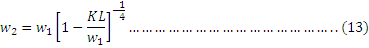 w₂ = w₁ [1 − KL/w₁]^(−1/4) ………………………………………… (13)